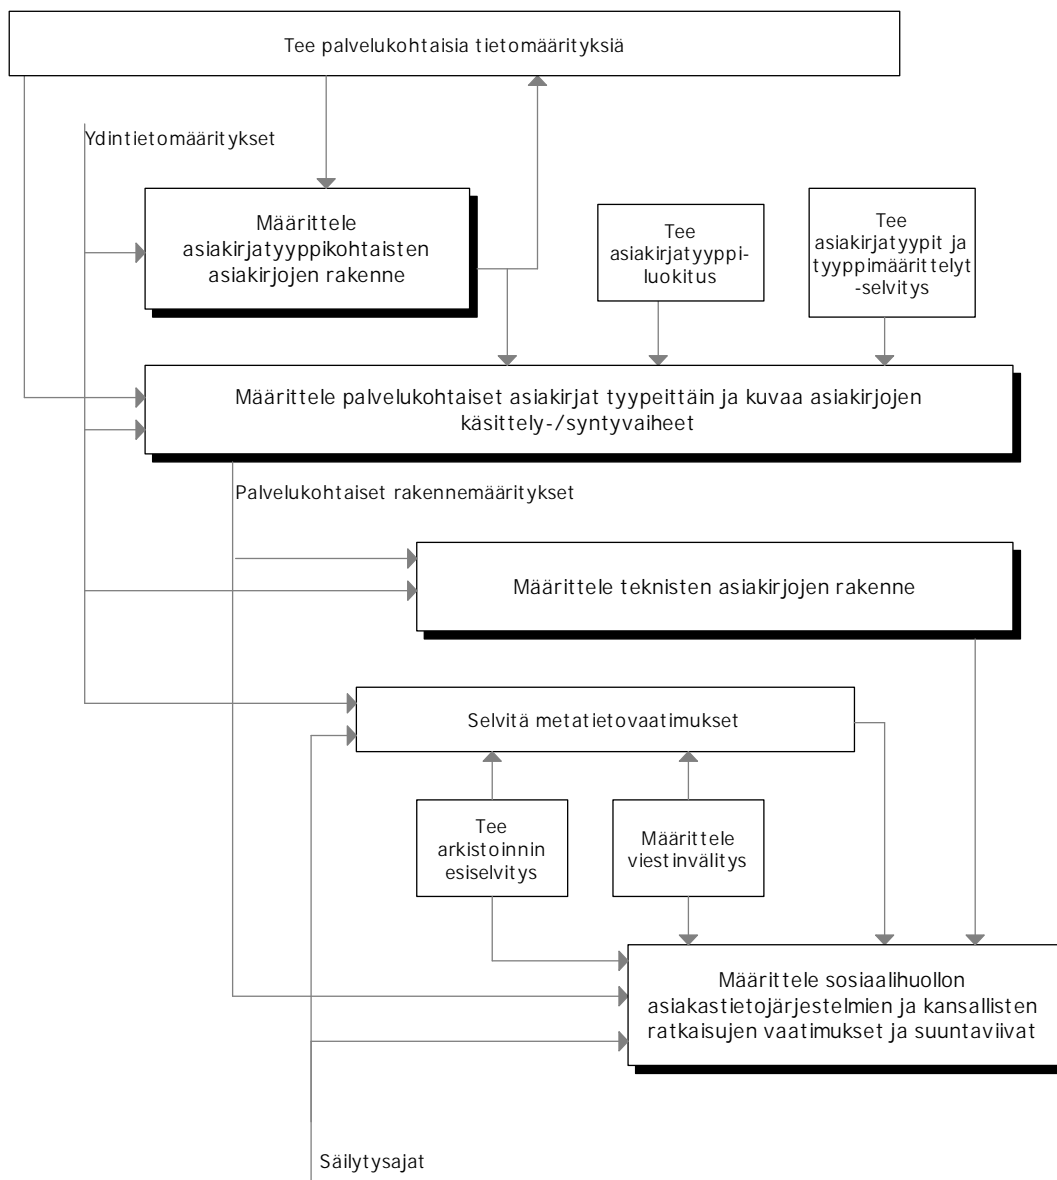 Tee palvelukohtaisia tietomäärityksiä
Ydintietomääritykset
Määrittele
asiakirjatyyppikohtaisten
asiakirjojen rakenne
Tee
asiakirjatyyppi-
luokitus
Tee
asiakirjatyypit ja
tyyppimäärittelyt
-selvitys
Määrittele palvelukohtaiset asiakirjat tyypeittäin ja kuvaa asiakirjojen
käsittely-/syntyvaiheet
Palvelukohtaiset rakennemääritykset
Määrittele teknisten asiakirjojen rakenne
Selvitä metatietovaatimukset
Tee
arkistoinnin
esiselvitys
Määrittele
viestinvälitys
Määrittele sosiaalihuollon
asiakastietojärjestelmien ja kansallisten
ratkaisujen vaatimukset ja suuntaviivat
Säilytysajat